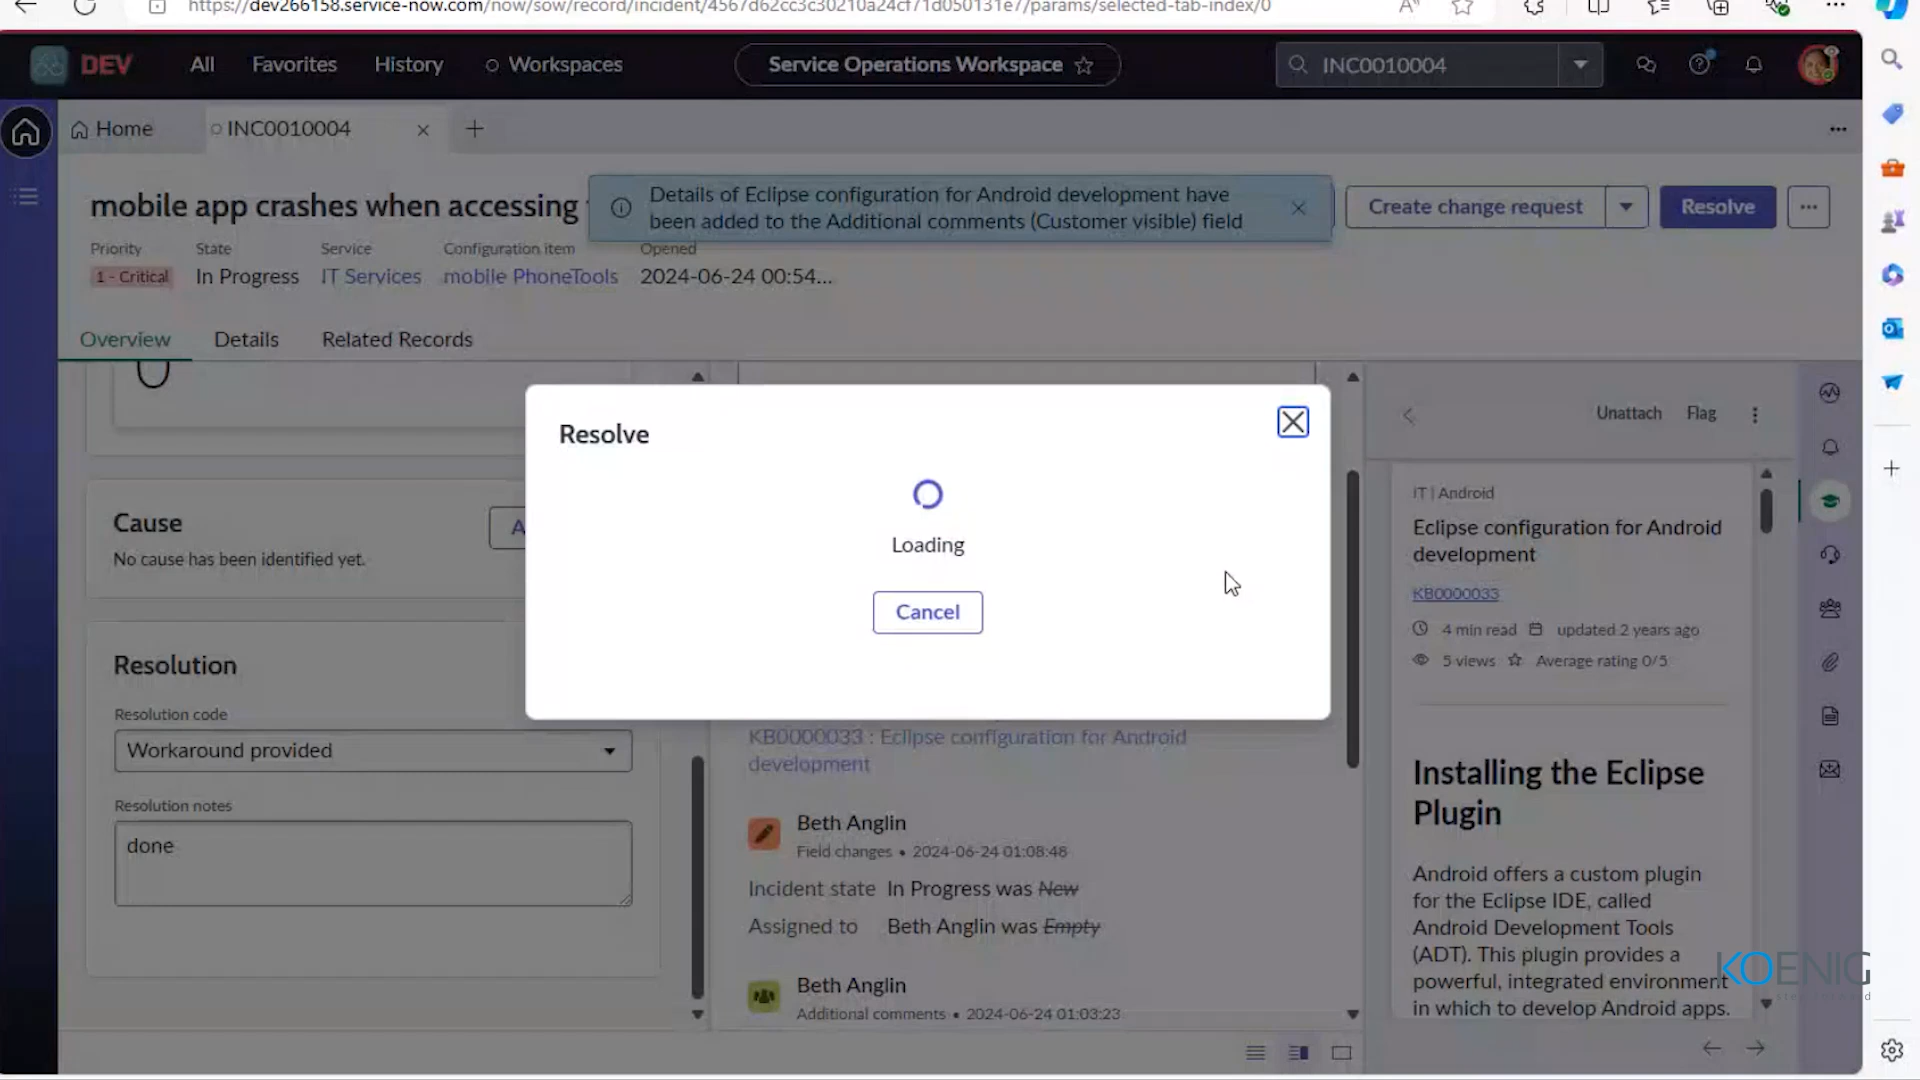 https://dev266158.service-now.com/now/sow/record/incident/4567d62cc3c30210a24cf71d050131e7/params/selected-tab-index/0
DEV All Favorites History Workspaces Service Operations Workspace INC0010004
Home INC0010004
mobile app crashes when accessing
Details of Eclipse configuration for Android development have
been added to the Additional comments (Customer visible) field
Create change request Resolve
Priority State Service Configuration item Opened
1 - Critical In Progress IT Services mobile PhoneTools 2024-06-24 00:54...
Overview Details Related Records
Resolve
Loading
Cancel
Cause
No cause has been identified yet.
Resolution
Resolution code
Workaround provided
Resolution notes
done
KB0000033 : Eclipse configuration for Android
development
Beth Anglin
Field changes • 2024-06-24 01:08:48
Incident state In Progress was New
Assigned to Beth Anglin was Empty
Beth Anglin
Additional comments • 2024-06-24 01:03:23
Unattach Flag
IT | Android
Eclipse configuration for Android
development
KB0000033
4 min read updated 2 years ago
5 views Average rating 0/5
Installing the Eclipse
Plugin
Android offers a custom plugin
for the Eclipse IDE, called
Android Development Tools
(ADT). This plugin provides a
powerful, integrated environment
in which to develop Android apps.
KOENIG